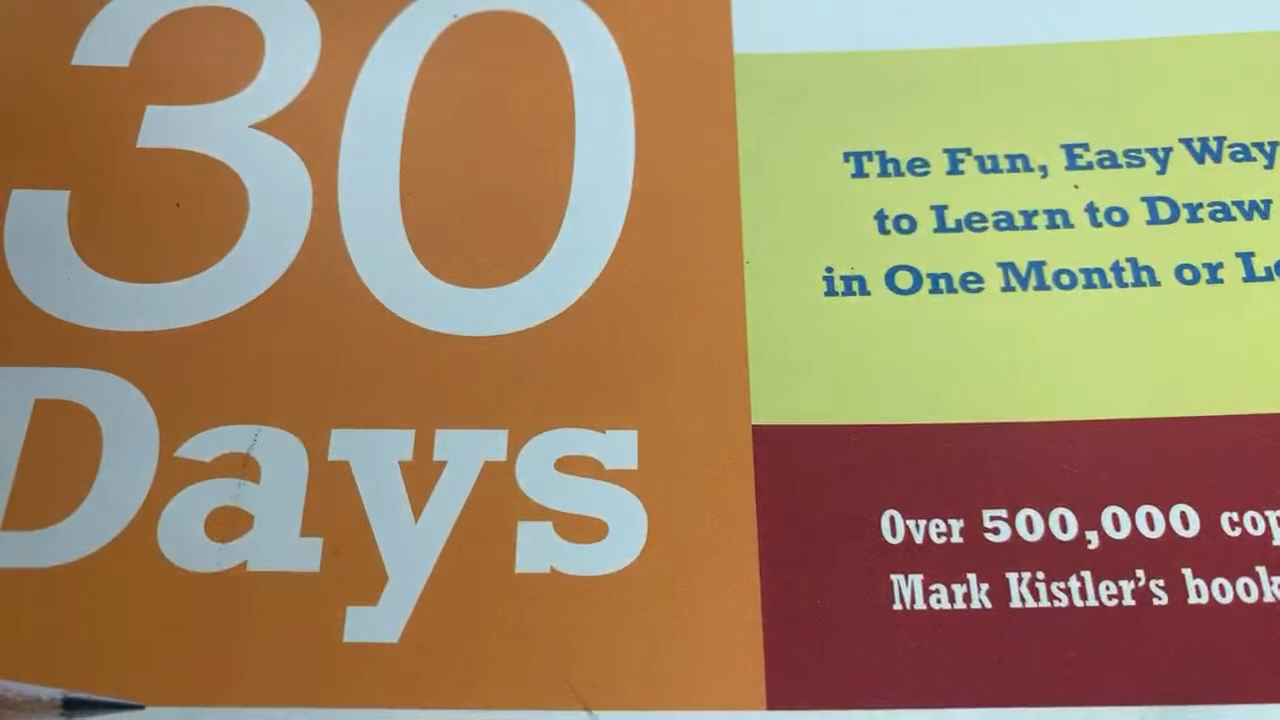 30
Days
The Fun, Easy Way
to Learn to Draw
in One Month or
Over 500,000
Mark Kistler's